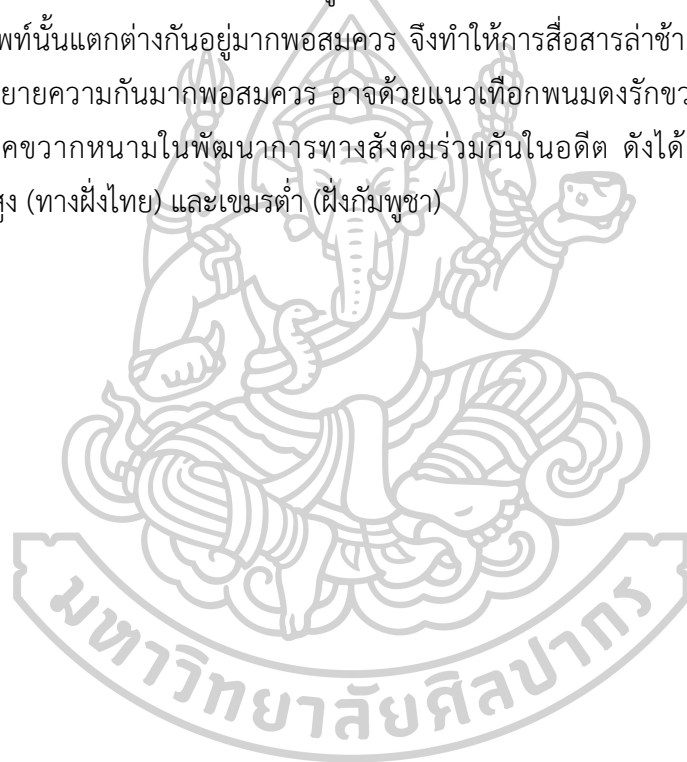 พท์นั้นแตกต่างกันอยู่มากพอสมควร จึงทำให้การสื่อสารล่าช้า
ยายความกันมากพอสมควร อาจด้วยแนวเทือกพนมดงรักขว
คขวากหนามในพัฒนาการทางสังคมร่วมกันในอดีต ดังได้
สูง (ทางฝั่งไทย) และเขมรต่ำ (ฝั่งกัมพูชา)
มหาวิทยาลัยศิลปากร